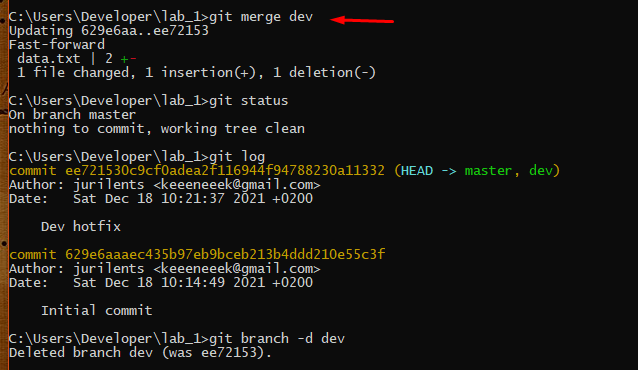 C:\Users\Developer\lab_1>git merge dev
Updating 629e6aa..ee72153
Fast-forward
 data.txt | 2 +-
 1 file changed, 1 insertion(+), 1 deletion(-)

C:\Users\Developer\lab_1>git status
On branch master
nothing to commit, working tree clean

C:\Users\Developer\lab_1>git log
commit ee721530c9cf0adea2f116944f94788230a11332 (HEAD -> master, dev)
Author: jurilents <keeeneeek@gmail.com>
Date:   Sat Dec 18 10:21:37 2021 +0200

    Dev hotfix

commit 629e6aaaec435b97eb9bceb213b4ddd210e55c3f
Author: jurilents <keeeneeek@gmail.com>
Date:   Sat Dec 18 10:14:49 2021 +0200

    Initial commit

C:\Users\Developer\lab_1>git branch -d dev
Deleted branch dev (was ee72153).